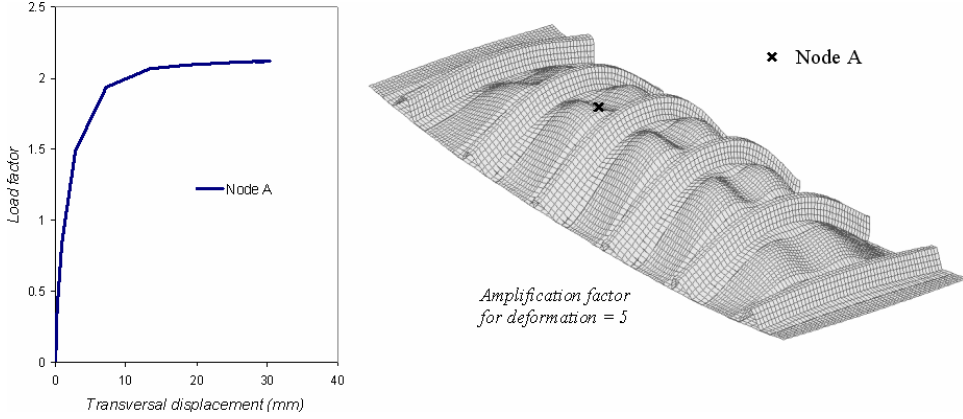 2.5
2
1.5
1
0.5
0
Load factor
Node A
0 10 20 30 40
Transversal displacement (mm)
Node A
Amplification factor
for deformation = 5